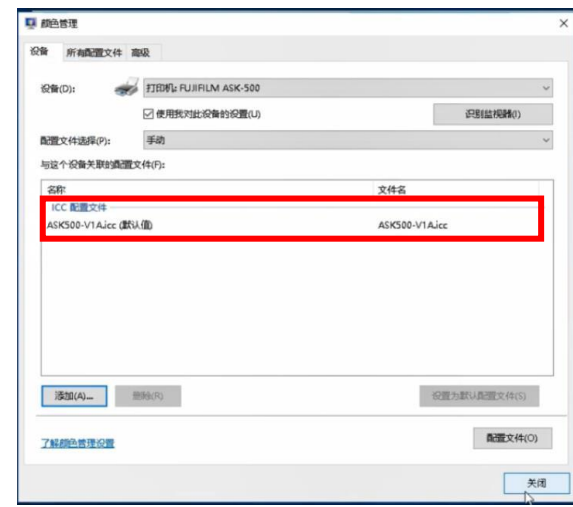 颜色管理
设备 所有配置文件 高级
设备(D): 打印机: FUJIFILM ASK-500
使用我对此设备的设置(U) 识别监视器(I)
配置文件选择(P): 手动
与这个设备关联的配置文件(F):
名称 文件名
ICC 配置文件
ASK500-V1A.icc (默认值) ASK500-V1A.icc
添加(A)... 删除(R) 设置为默认配置文件(S)
了解颜色管理设置 配置文件(O)
关闭